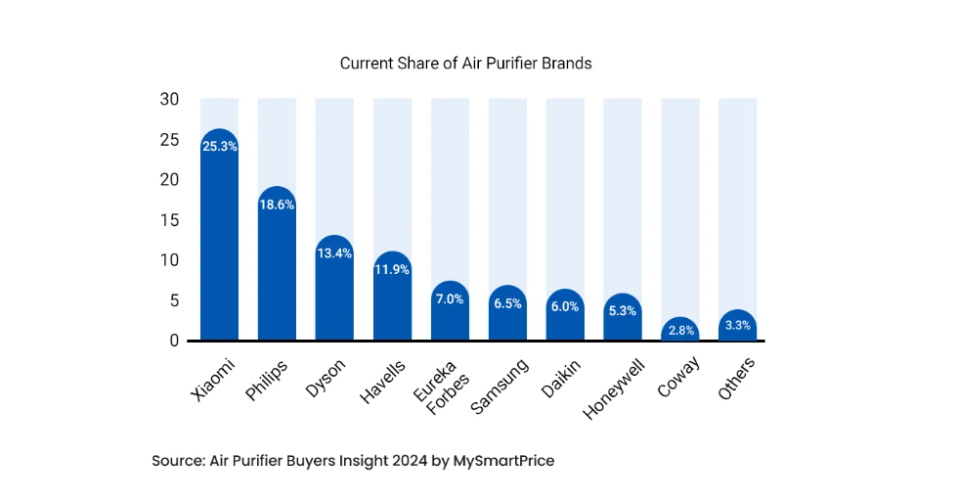 Current Share of Air Purifier Brands
30
25
20
15
10
5
0
25.3%
18.6%
13.4%
11.9%
7.0%
6.5%
6.0%
5.3%
2.8%
3.3%
Xiaomi
Philips
Dyson
Havells
Eureka
Forbes
Samsung
Daikin
Honeywell
Coway
Others
Source: Air Purifier Buyers Insight 2024 by MySmartPrice